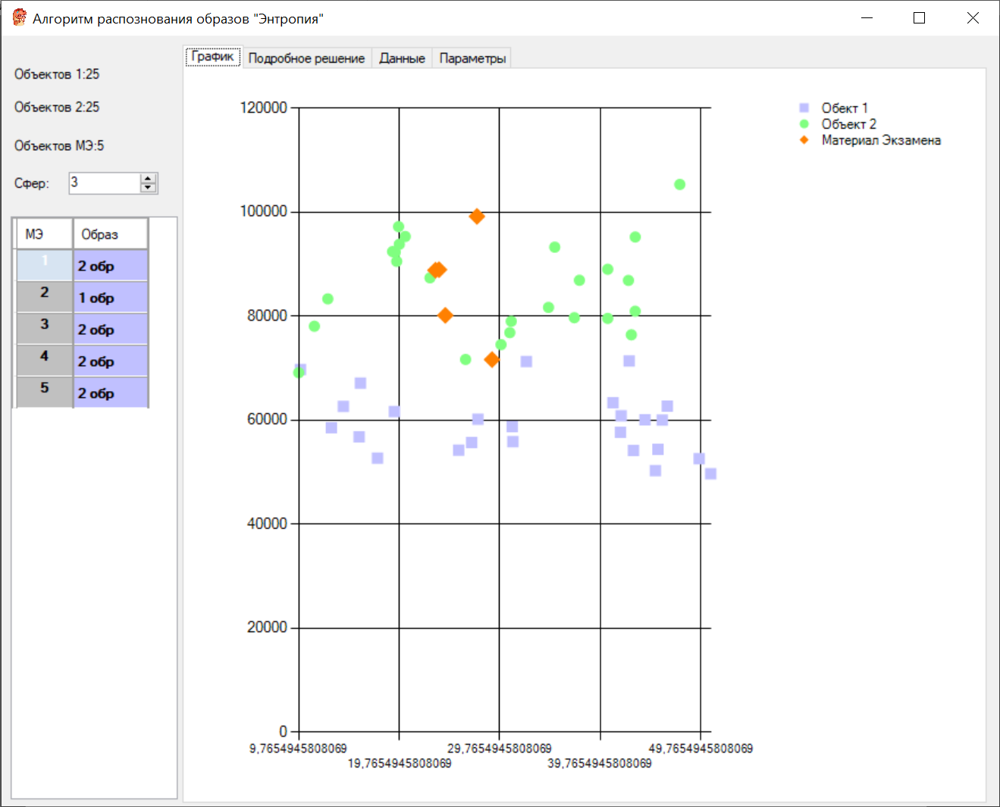 Алгоритм распознования образов "Энтропия"
График Подробное решение Данные Параметры
Объектов 1:25
Объектов 2:25
Объектов МЭ:5
Сфер: 3
МЭ Образ
1 2 обр
2 1 обр
3 2 обр
4 2 обр
5 2 обр
120000
100000
80000
60000
40000
20000
0
9,7654945808069 29,7654945808069 49,7654945808069
19,7654945808069 39,7654945808069
Обект 1
Объект 2
Материал Экзамена